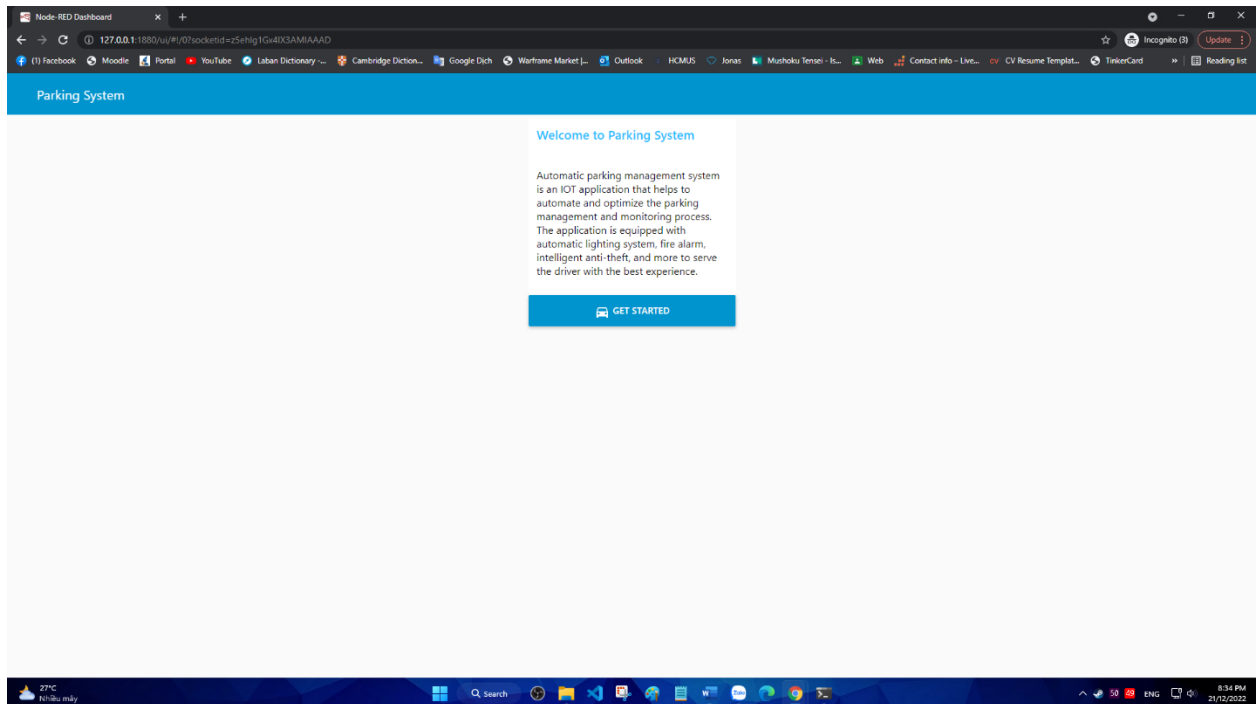 Node-RED Dashboard
127.0.0.1:1880/ui/#!/0?socketid=z5ehlg1Gx4IX3AMIAAAD
Incognito (3)
Update
(1) Facebook
Moodle
Portal
YouTube
Laban Dictionary -...
Cambridge Diction...
Google Dịch
Warframe Market |...
Outlook
HCMUS
Jonas
Mushoku Tensei - Is...
Web
Contact info – Live...
CV CV Resume Templat...
TinkerCard
»
Reading list
Parking System
Welcome to Parking System
Automatic parking management system
is an IOT application that helps to
automate and optimize the parking
management and monitoring process.
The application is equipped with
automatic lighting system, fire alarm,
intelligent anti-theft, and more to serve
the driver with the best experience.
GET STARTED
27°C
Nhiều mây
Search
Zalo
50
49
ENG
8:34 PM
21/12/2022